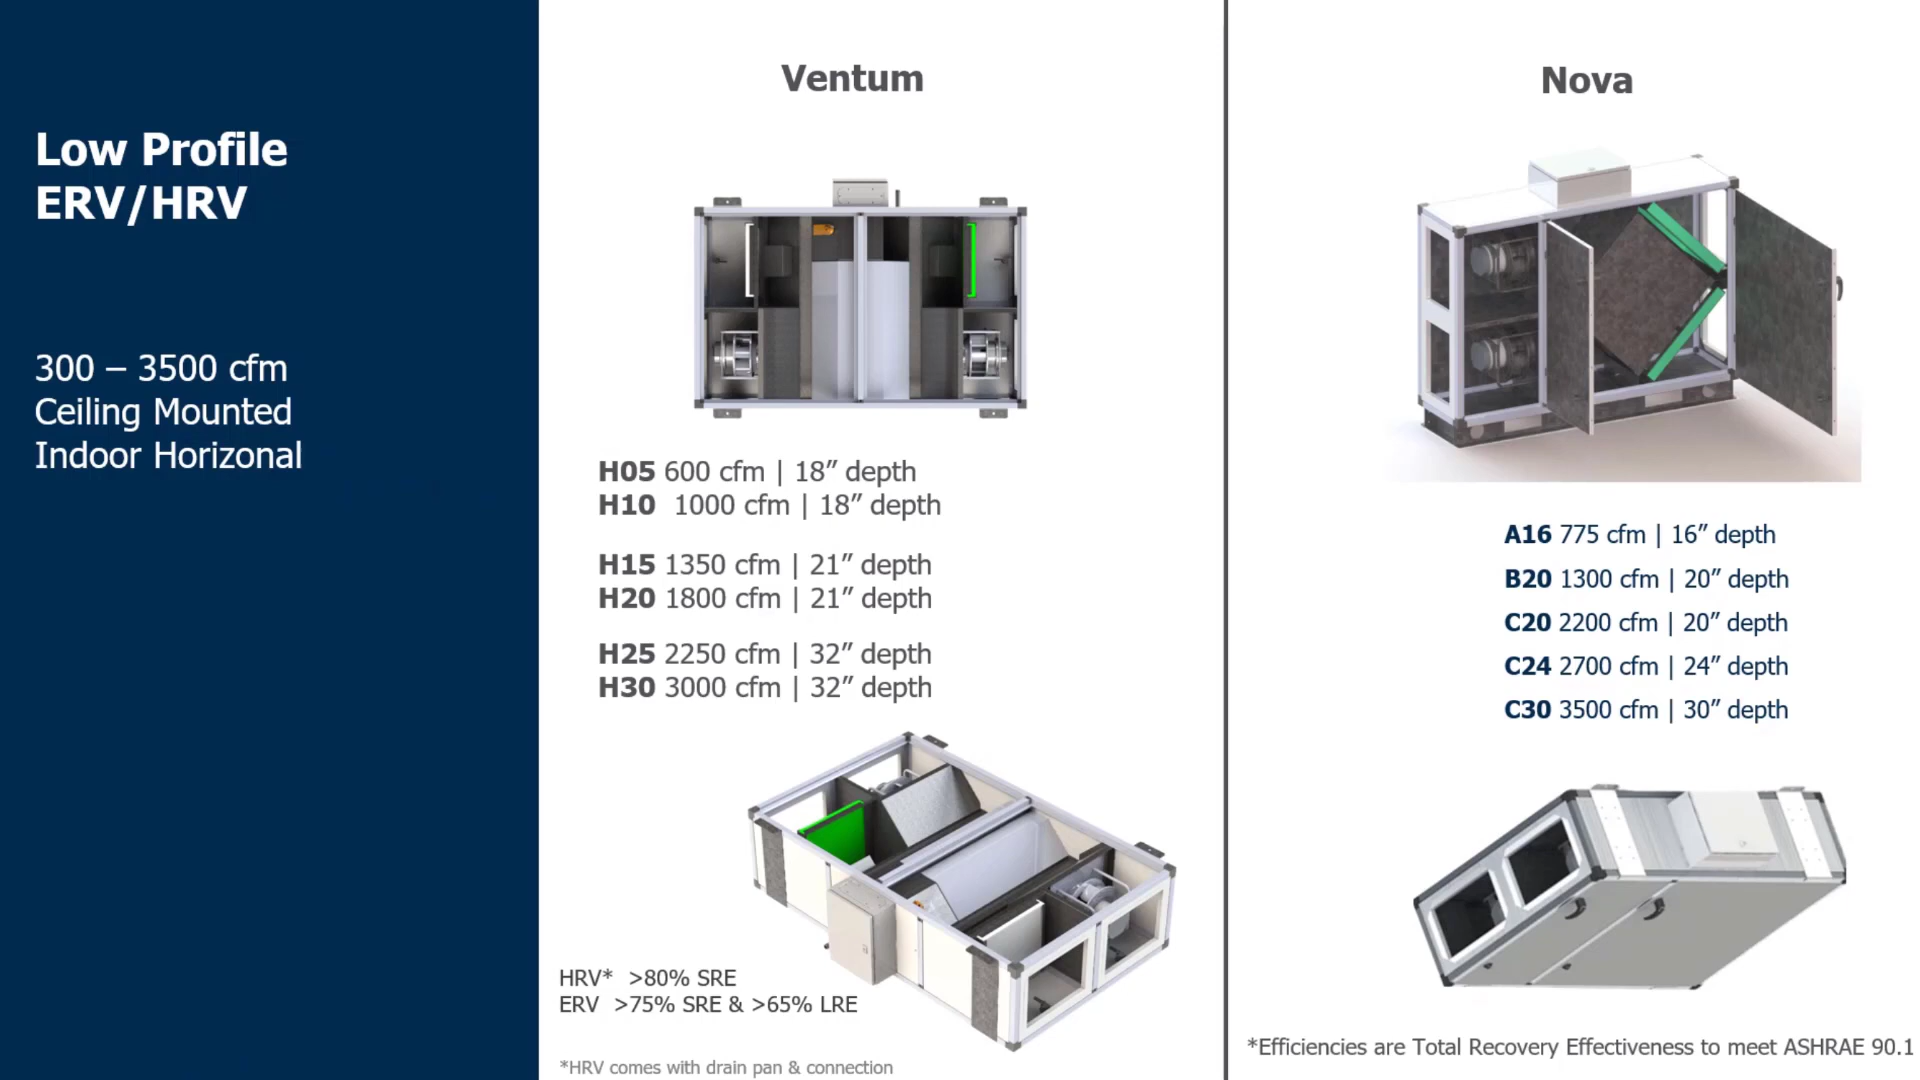 Low Profile
ERV/HRV
300 – 3500 cfm
Ceiling Mounted
Indoor Horizonal
Ventum
H05 600 cfm | 18” depth
H10 1000 cfm | 18” depth
H15 1350 cfm | 21” depth
H20 1800 cfm | 21” depth
H25 2250 cfm | 32” depth
H30 3000 cfm | 32” depth
HRV* >80% SRE
ERV >75% SRE & >65% LRE
*HRV comes with drain pan & connection
Nova
A16 775 cfm | 16” depth
B20 1300 cfm | 20” depth
C20 2200 cfm | 20” depth
C24 2700 cfm | 24” depth
C30 3500 cfm | 30” depth
*Efficiencies are Total Recovery Effectiveness to meet ASHRAE 90.1